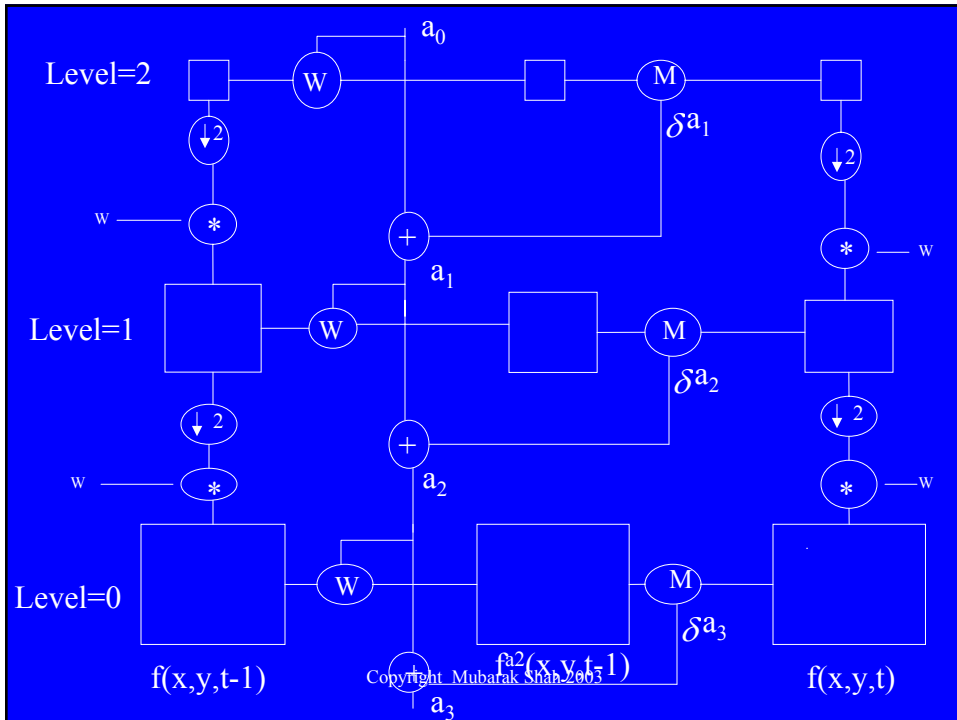 a0
Level=2
W
M
δa1
↓2
↓2
w
*
*
w
+
a1
Level=1
W
M
δa2
↓2
↓2
+
w
*
a2
*
w
Level=0
W
M
δa3
f(x,y,t-1)
+
fa2(x,y,t-1)
f(x,y,t)
Copyright Mubarak Shah 2003
a3